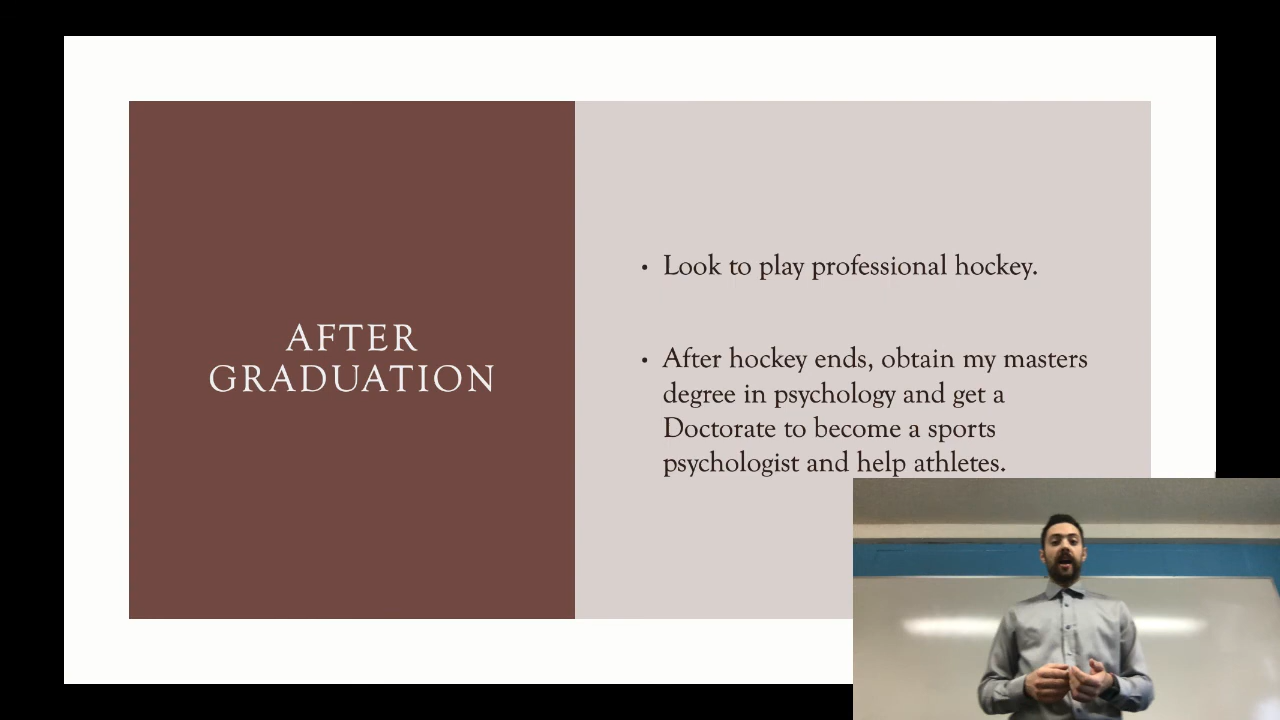 AFTER
GRADUATION
• Look to play professional hockey.
• After hockey ends, obtain my masters
degree in psychology and get a
Doctorate to become a sports
psychologist and help athletes.